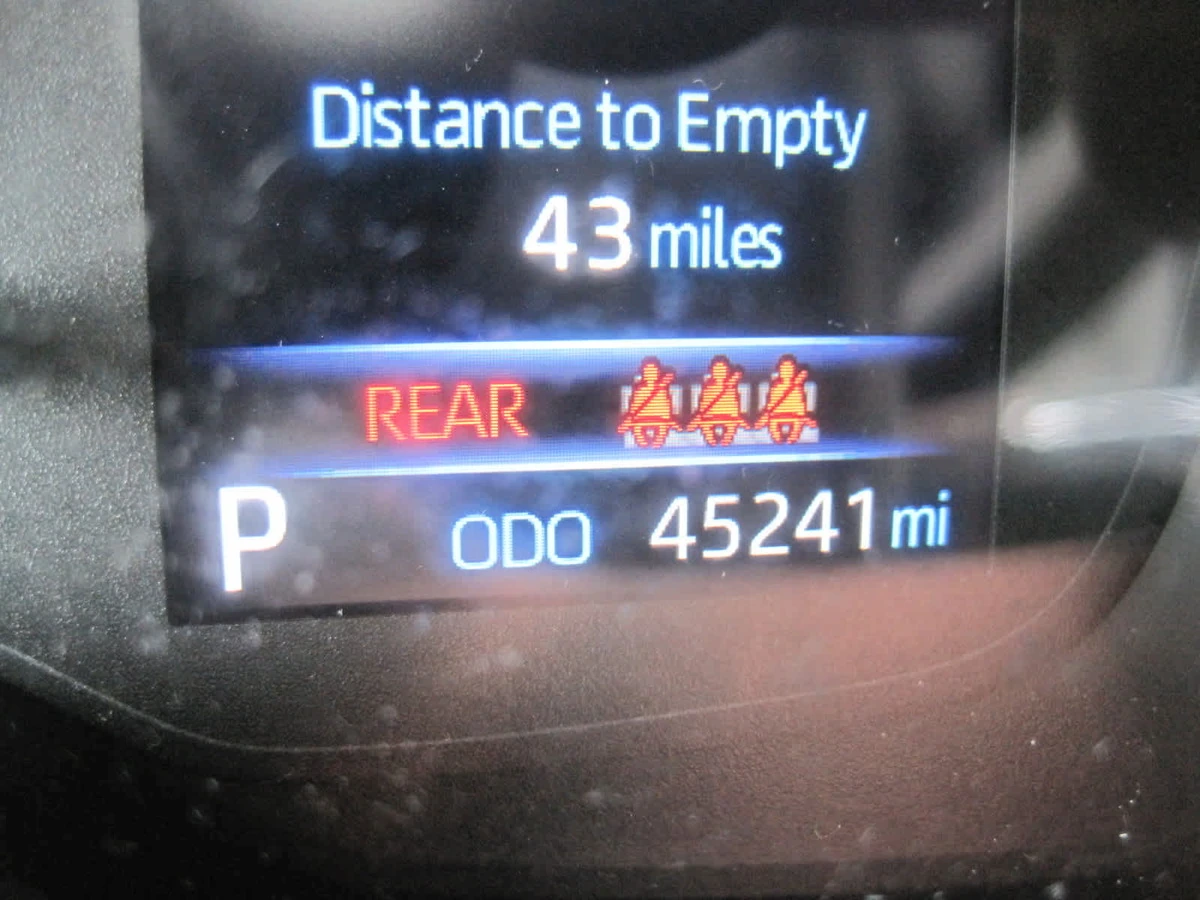 Distance to Empty
43 miles
REAR
P ODO 45241 mi